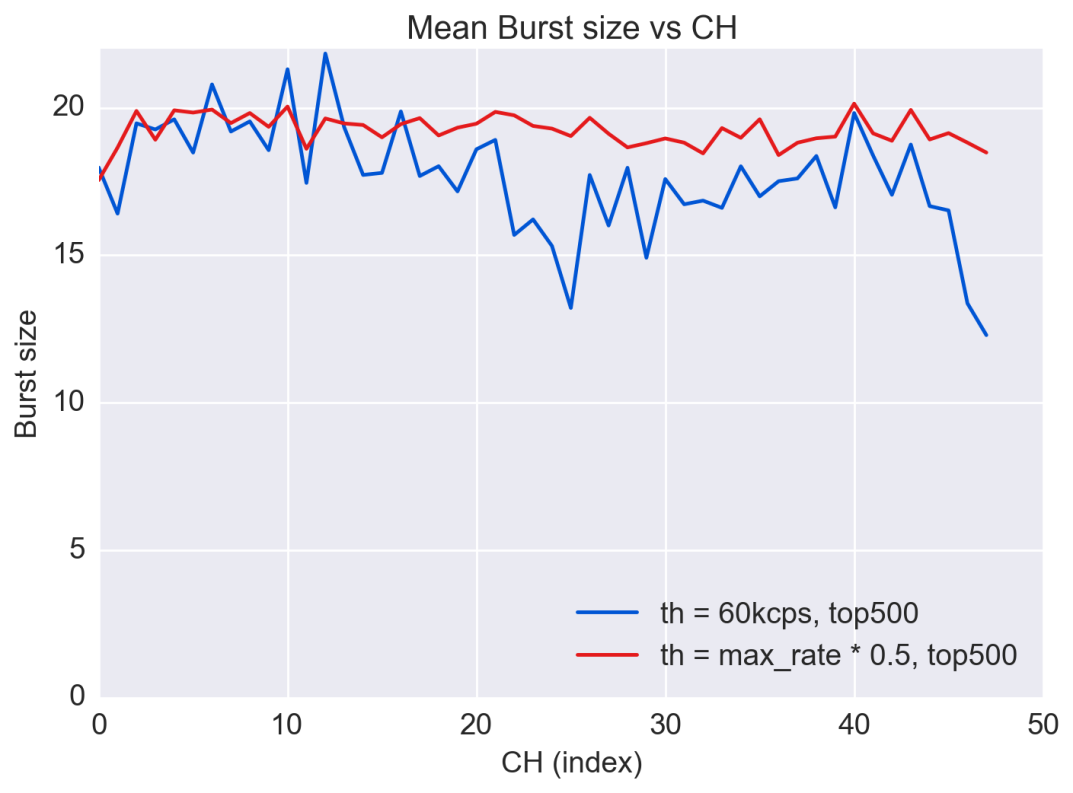 Mean Burst size vs CH
20
15
10
5
0
Burst size
th = 60kcps, top500
th = max_rate * 0.5, top500
0 10 20 30 40 50
CH (index)